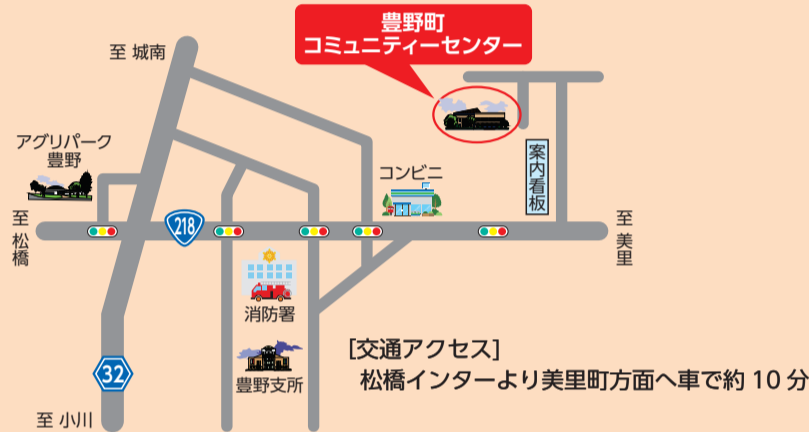 豊野町
コミュニティーセンター
至 城南
アグリパーク
豊野
コンビニ
案内看板
至 松橋
218
至 美里
消防署
豊野支所
32
至 小川
[交通アクセス]
松橋インターより美里町方面へ車で約 10 分